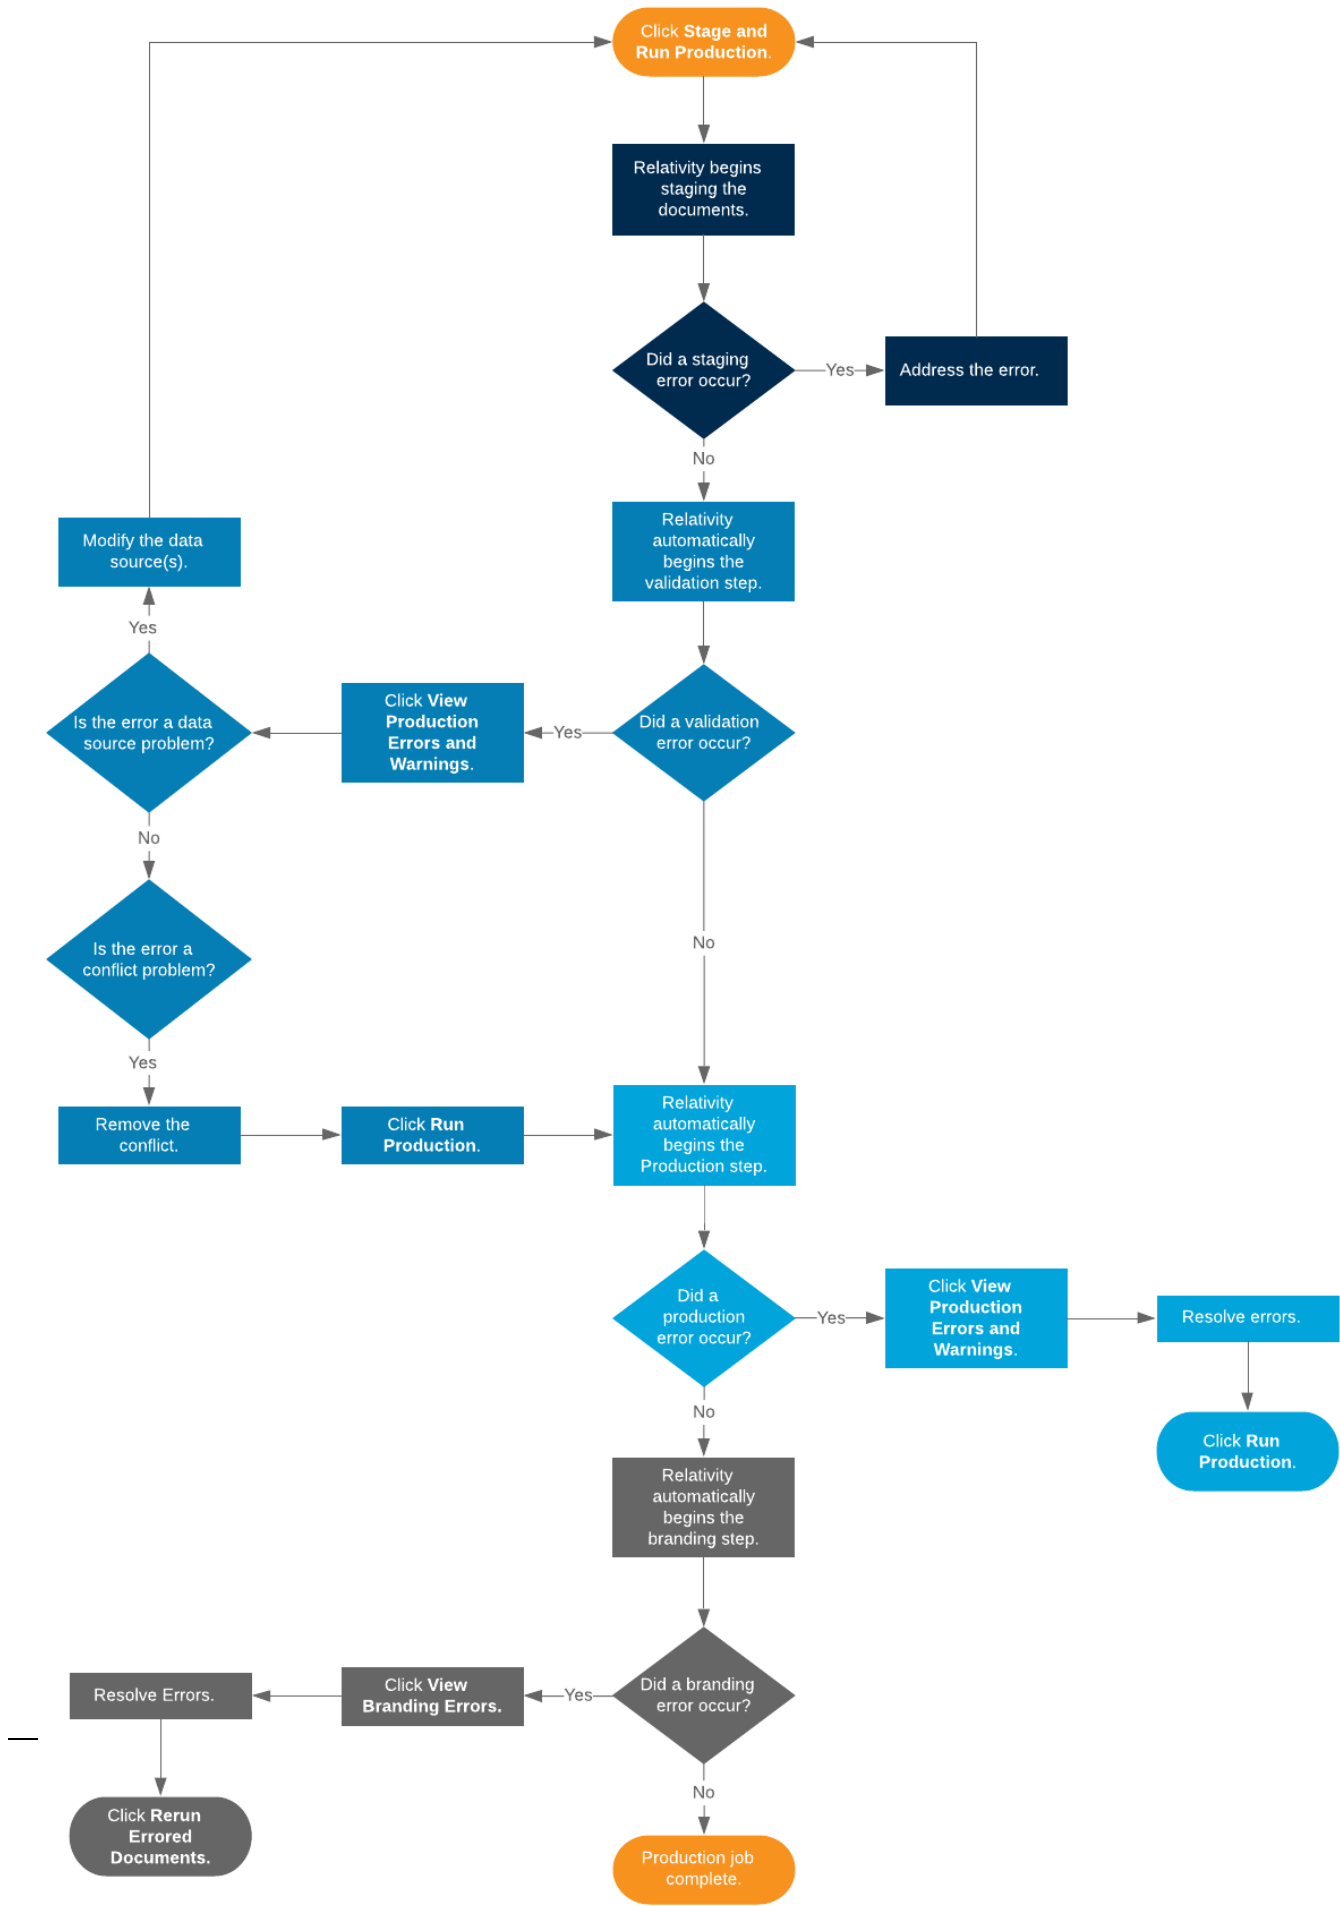 Click Stage and
Run Production.
Relativity begins
staging the
documents.
Did a staging
error occur?
Yes
Address the error.
No
Relativity
automatically
begins the
validation step.
Modify the data
source(s).
Yes
Is the error a data
source problem?
Click View
Production
Errors and
Warnings.
Yes
Did a validation
error occur?
No
Is the error a
conflict problem?
No
Yes
Remove the
conflict.
Click Run
Production.
Relativity
automatically
begins the
Production step.
Did a
production
error occur?
Yes
Click View
Production
Errors and
Warnings.
Resolve errors.
Click Run
Production.
No
Relativity
automatically
begins the
branding step.
Did a branding
error occur?
Yes
Click View
Branding Errors.
Resolve Errors.
Click Rerun
Errored
Documents.
No
Production job
complete.